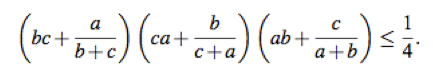 (bc + a/(b+c)) (ca + b/(c+a)) (ab + c/(a+b)) ≤ 1/4.